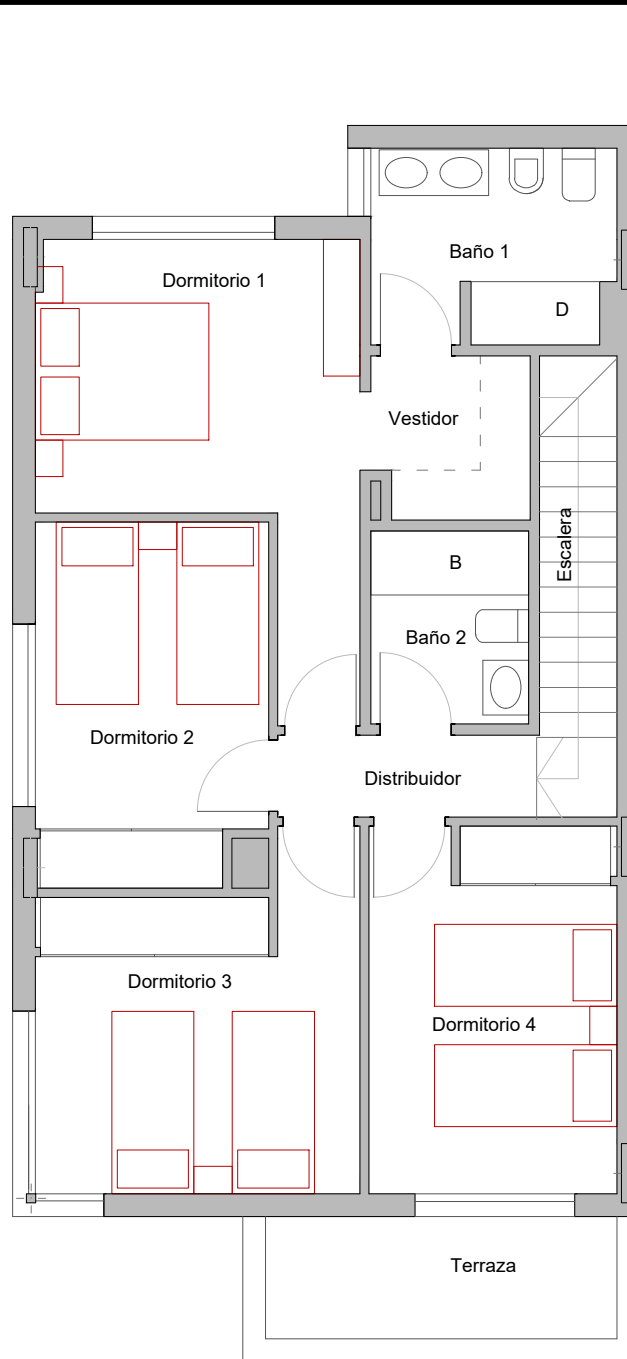 Baño 1
Dormitorio 1
D
Vestidor
Escalera
B
Baño 2
Dormitorio 2
Distribuidor
Dormitorio 3
Dormitorio 4
Terraza